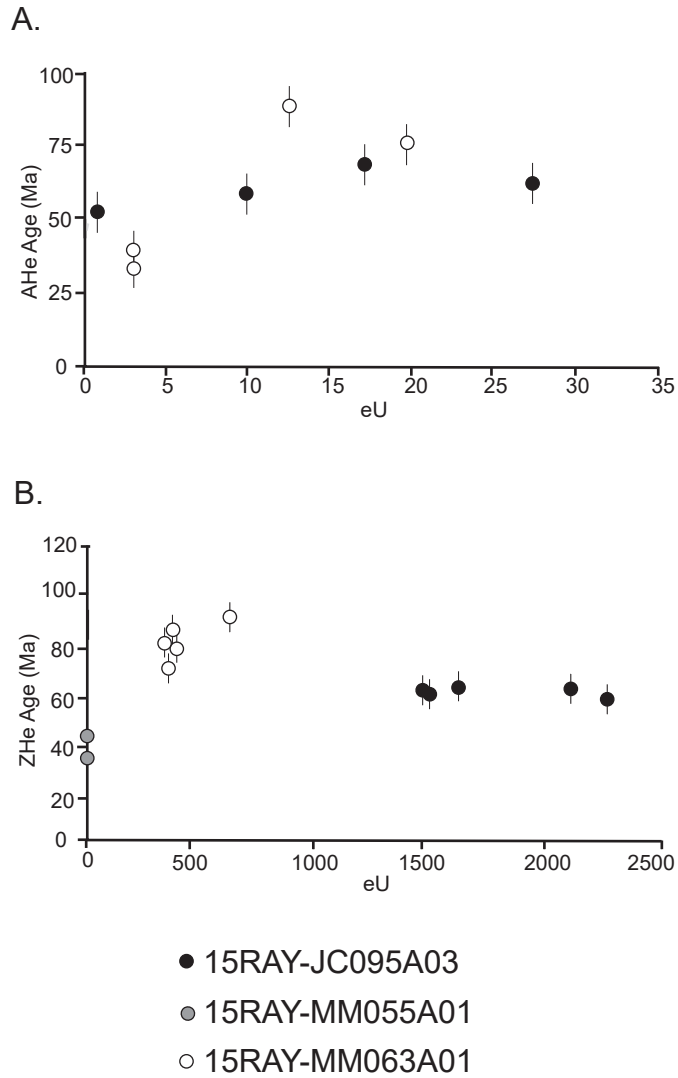 A.
100
75
50
25
0
AHe Age (Ma)
0 5 10 15 20 25 30 35
eU
B.
120
100
80
60
40
20
0
ZHe Age (Ma)
0 500 1000 1500 2000 2500
eU
15RAY-JC095A03
15RAY-MM055A01
15RAY-MM063A01